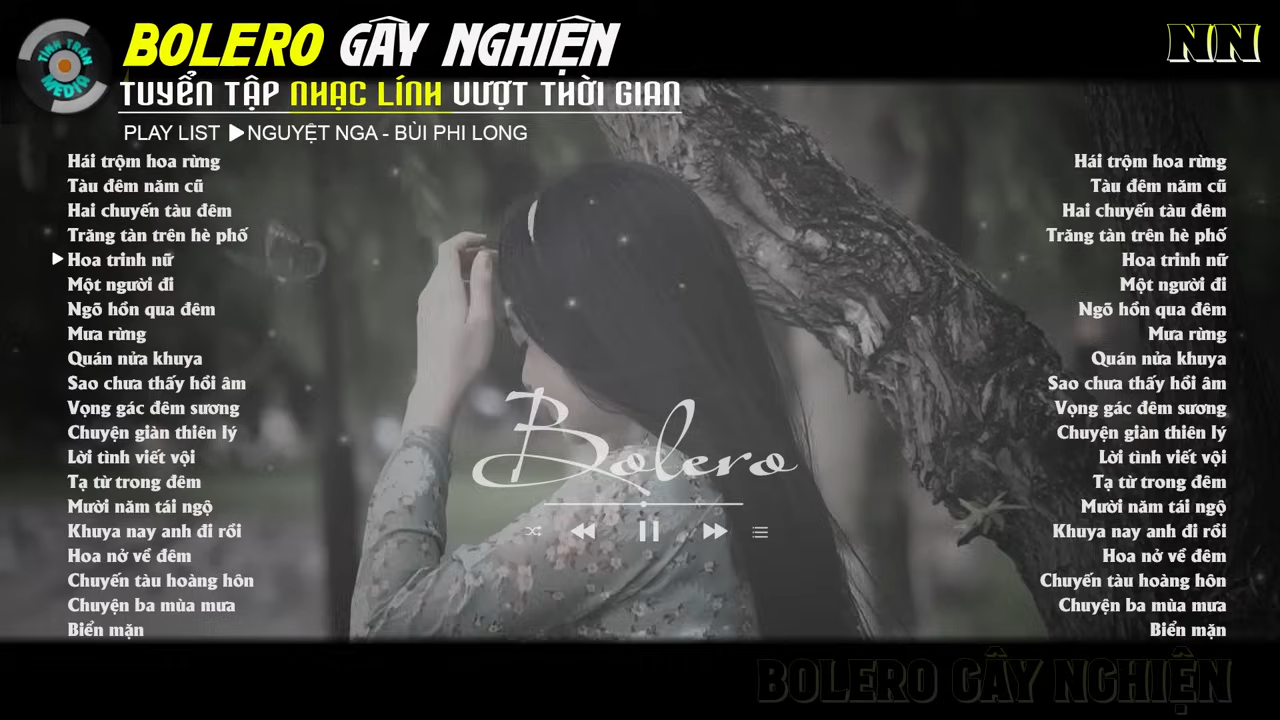 TÌNH TRẦN
MEDIA
BOLERO GÂY NGHIỆN
NN
TUYỂN TẬP NHẠC LÍNH VƯỢT THỜI GIAN
PLAY LIST NGUYỆT NGA - BÙI PHI LONG
Hái trộm hoa rừng
Tàu đêm năm cũ
Hai chuyến tàu đêm
Trăng tàn trên hè phố
Hoa trinh nữ
Một người đi
Ngõ hồn qua đêm
Mưa rừng
Quán nửa khuya
Sao chưa thấy hồi âm
Vọng gác đêm sương
Chuyện giàn thiên lý
Lời tình viết vội
Tạ từ trong đêm
Mười năm tái ngộ
Khuya nay anh đi rồi
Hoa nở về đêm
Chuyến tàu hoàng hôn
Chuyện ba mùa mưa
Biển mặn
Bolero
Hái trộm hoa rừng
Tàu đêm năm cũ
Hai chuyến tàu đêm
Trăng tàn trên hè phố
Hoa trinh nữ
Một người đi
Ngõ hồn qua đêm
Mưa rừng
Quán nửa khuya
Sao chưa thấy hồi âm
Vọng gác đêm sương
Chuyện giàn thiên lý
Lời tình viết vội
Tạ từ trong đêm
Mười năm tái ngộ
Khuya nay anh đi rồi
Hoa nở về đêm
Chuyến tàu hoàng hôn
Chuyện ba mùa mưa
Biển mặn
BOLERO GÂY NGHIỆN